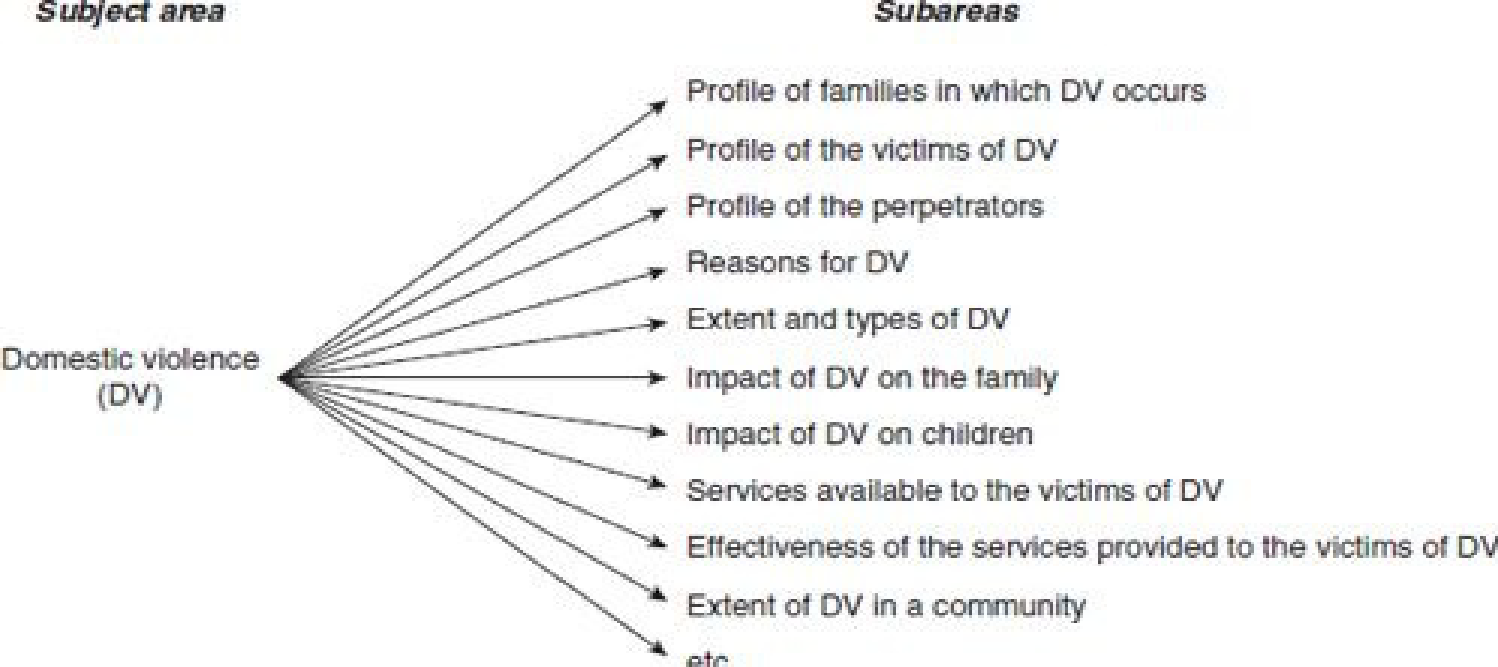 Subject area
Subareas
Profile of families in which DV occurs
Profile of the victims of DV
Profile of the perpetrators
Reasons for DV
Extent and types of DV
Domestic violence
(DV)
Impact of DV on the family
Impact of DV on children
Services available to the victims of DV
Effectiveness of the services provided to the victims of DV
Extent of DV in a community
etc